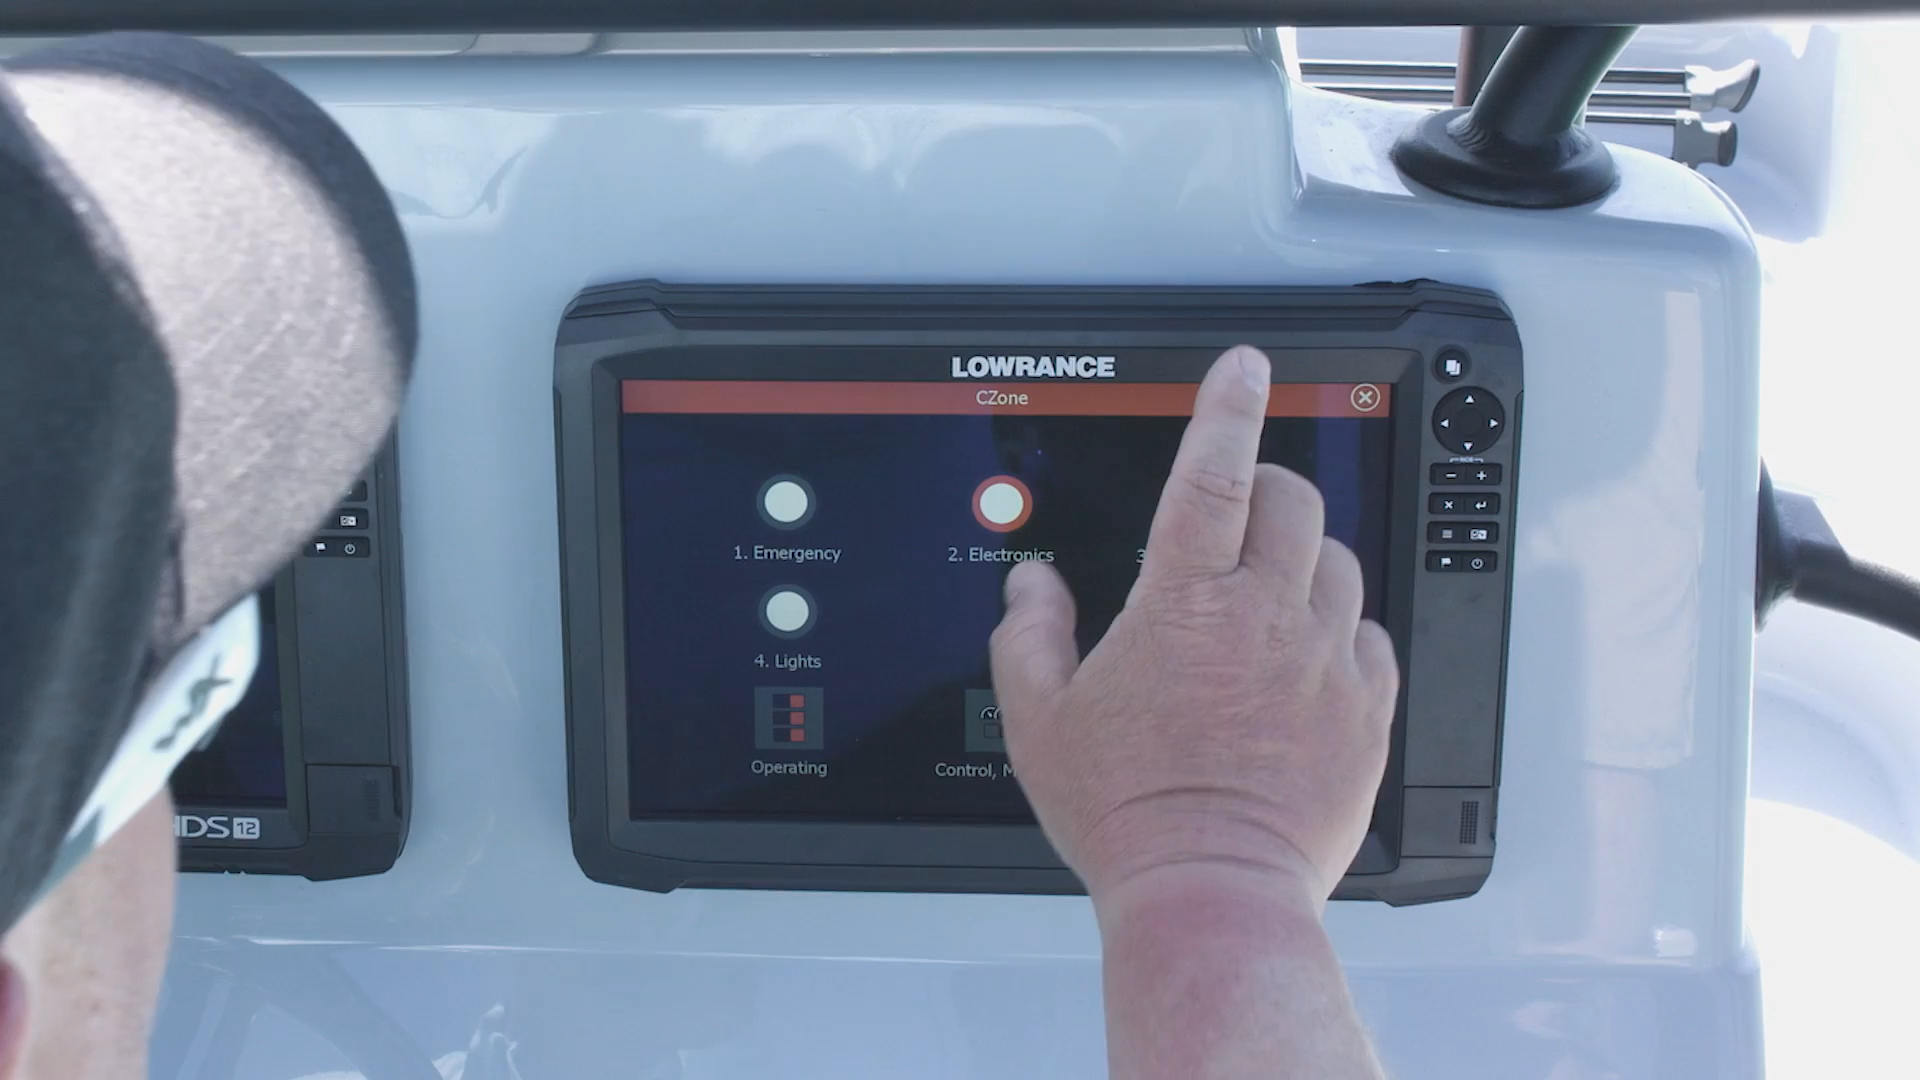 LOWRANCE
CZone
1. Emergency
2. Electronics
3
4. Lights
Operating
Control, M
HDS 12